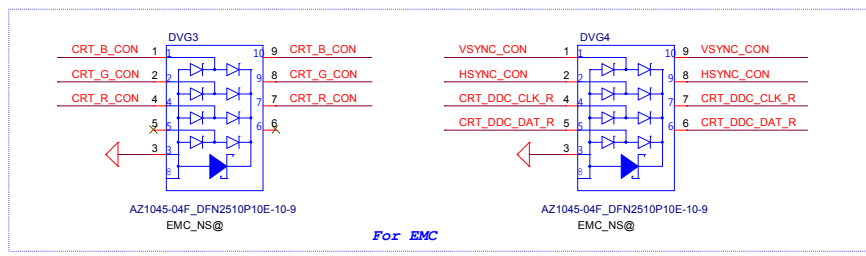 DVG3 DVG4
CRT_B_CON 1 1 10 9 CRT_B_CON VSYNC_CON 1 1 10 9 VSYNC_CON
CRT_G_CON 2 2 9 8 CRT_G_CON HSYNC_CON 2 2 9 8 HSYNC_CON
CRT_R_CON 4 4 7 7 CRT_R_CON CRT_DDC_CLK_R 4 4 7 7 CRT_DDC_CLK_R
5 5 6 6 CRT_DDC_DAT_R 5 5 6 6 CRT_DDC_DAT_R
3 3 3 3
8 8
AZ1045-04F_DFN2510P10E-10-9 AZ1045-04F_DFN2510P10E-10-9
EMC_NS@ EMC_NS@
For EMC